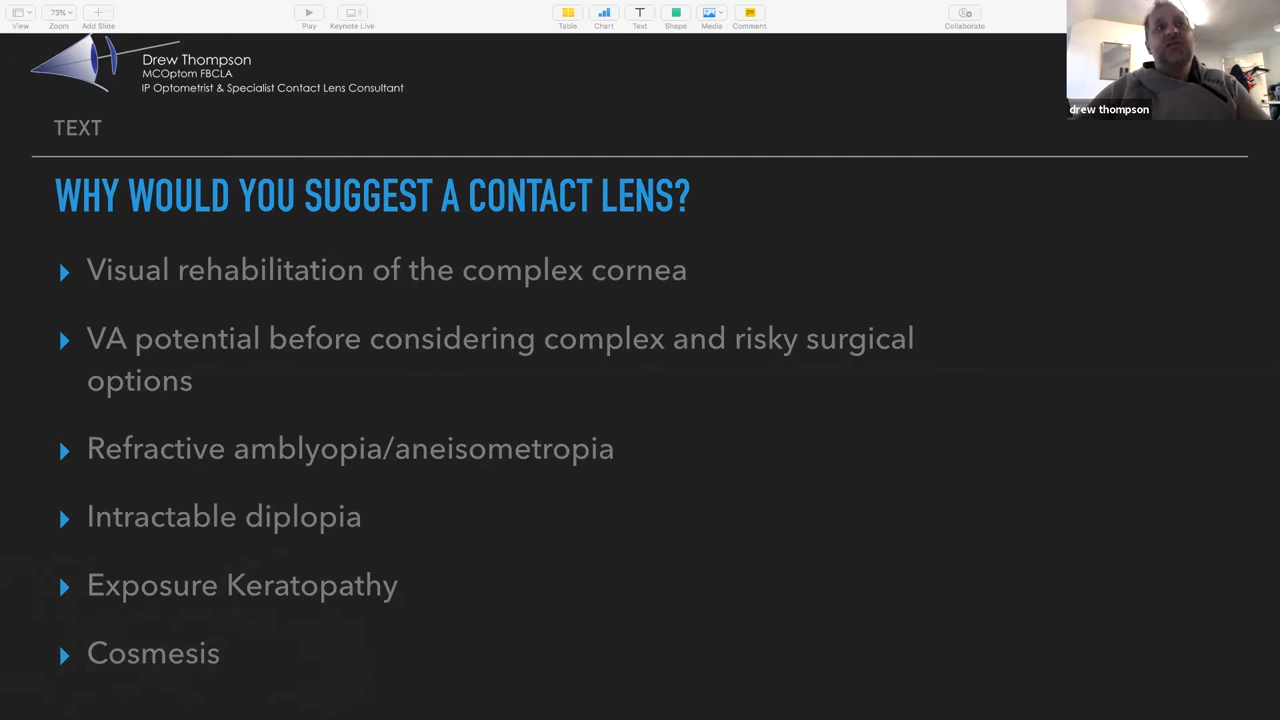 View
73%
Zoom
Add Slide
Play
Keynote Live
Table
Chart
Text
Shape
Media
Comment
Collaborate
Drew Thompson
MCOptom FBCLA
IP Optometrist & Specialist Contact Lens Consultant
drew thompson
TEXT
WHY WOULD YOU SUGGEST A CONTACT LENS?
Visual rehabilitation of the complex cornea
VA potential before considering complex and risky surgical
options
Refractive amblyopia/aneisometropia
Intractable diplopia
Exposure Keratopathy
Cosmesis